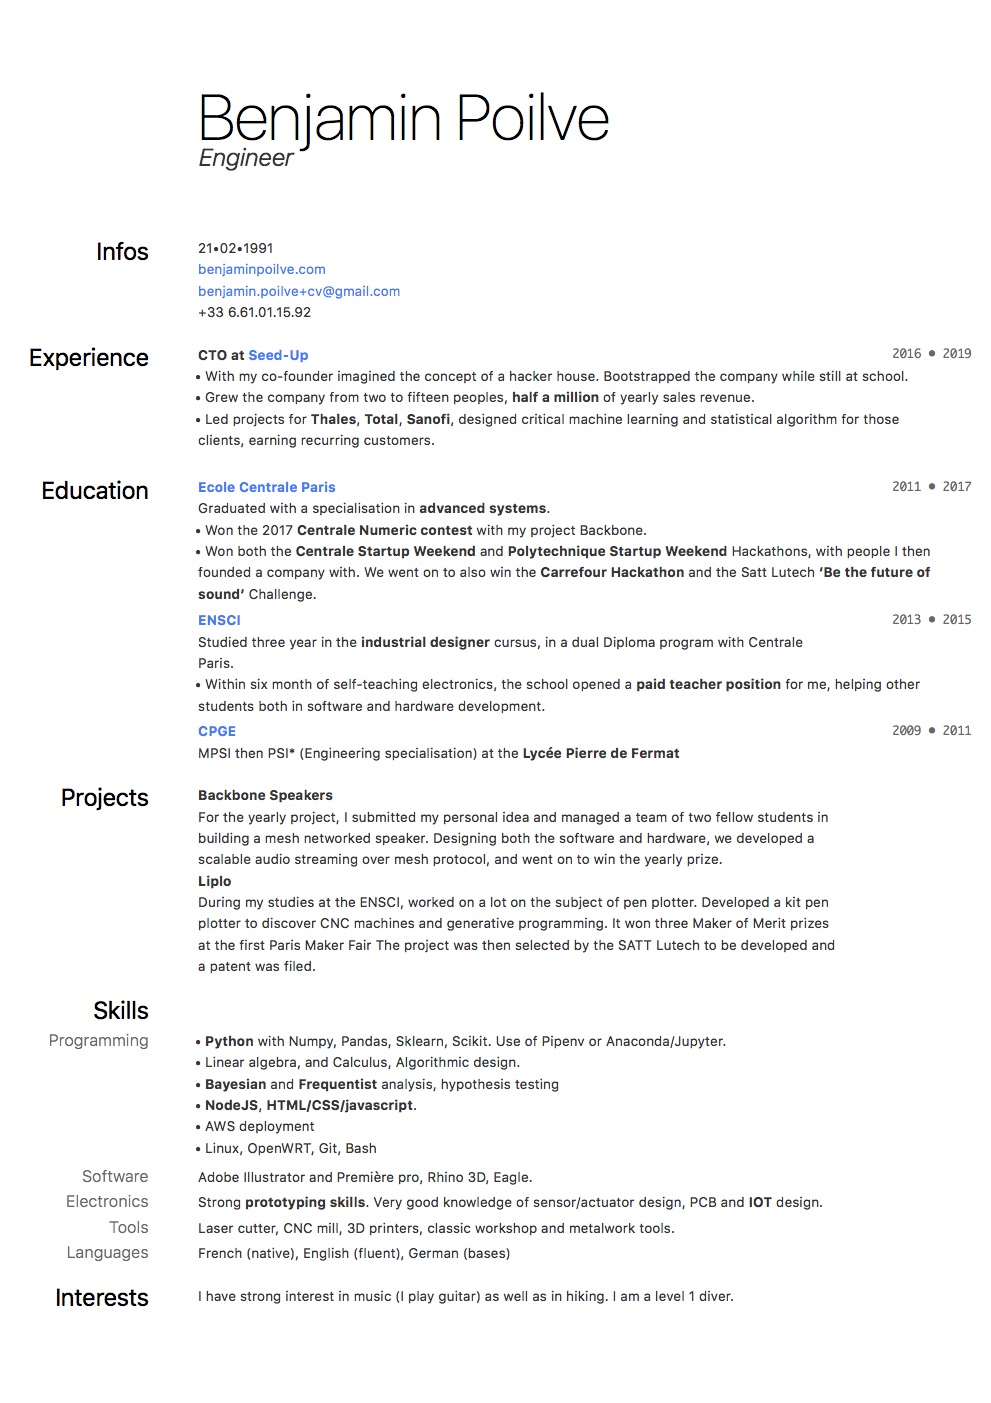 Benjamin Poilve
Engineer
Infos
21•02•1991
benjaminpoilve.com
benjamin.poilve+cv@gmail.com
+33 6.61.01.15.92
Experience
CTO at Seed-Up 2016 • 2019
• With my co-founder imagined the concept of a hacker house. Bootstrapped the company while still at school.
• Grew the company from two to fifteen peoples, half a million of yearly sales revenue.
• Led projects for Thales, Total, Sanofi, designed critical machine learning and statistical algorithm for those
clients, earning recurring customers.
Education
Ecole Centrale Paris 2011 • 2017
Graduated with a specialisation in advanced systems.
• Won the 2017 Centrale Numeric contest with my project Backbone.
• Won both the Centrale Startup Weekend and Polytechnique Startup Weekend Hackathons, with people I then
founded a company with. We went on to also win the Carrefour Hackathon and the Satt Lutech ‘Be the future of
sound’ Challenge.
ENSCI 2013 • 2015
Studied three year in the industrial designer cursus, in a dual Diploma program with Centrale
Paris.
• Within six month of self-teaching electronics, the school opened a paid teacher position for me, helping other
students both in software and hardware development.
CPGE 2009 • 2011
MPSI then PSI* (Engineering specialisation) at the Lycée Pierre de Fermat
Projects
Backbone Speakers
For the yearly project, I submitted my personal idea and managed a team of two fellow students in
building a mesh networked speaker. Designing both the software and hardware, we developed a
scalable audio streaming over mesh protocol, and went on to win the yearly prize.
Liplo
During my studies at the ENSCI, worked on a lot on the subject of pen plotter. Developed a kit pen
plotter to discover CNC machines and generative programming. It won three Maker of Merit prizes
at the first Paris Maker Fair The project was then selected by the SATT Lutech to be developed and
a patent was filed.
Skills
Programming
• Python with Numpy, Pandas, Sklearn, Scikit. Use of Pipenv or Anaconda/Jupyter.
• Linear algebra, and Calculus, Algorithmic design.
• Bayesian and Frequentist analysis, hypothesis testing
• NodeJS, HTML/CSS/javascript.
• AWS deployment
• Linux, OpenWRT, Git, Bash
Software Adobe Illustrator and Première pro, Rhino 3D, Eagle.
Electronics Strong prototyping skills. Very good knowledge of sensor/actuator design, PCB and IOT design.
Tools Laser cutter, CNC mill, 3D printers, classic workshop and metalwork tools.
Languages French (native), English (fluent), German (bases)
Interests I have strong interest in music (I play guitar) as well as in hiking. I am a level 1 diver.